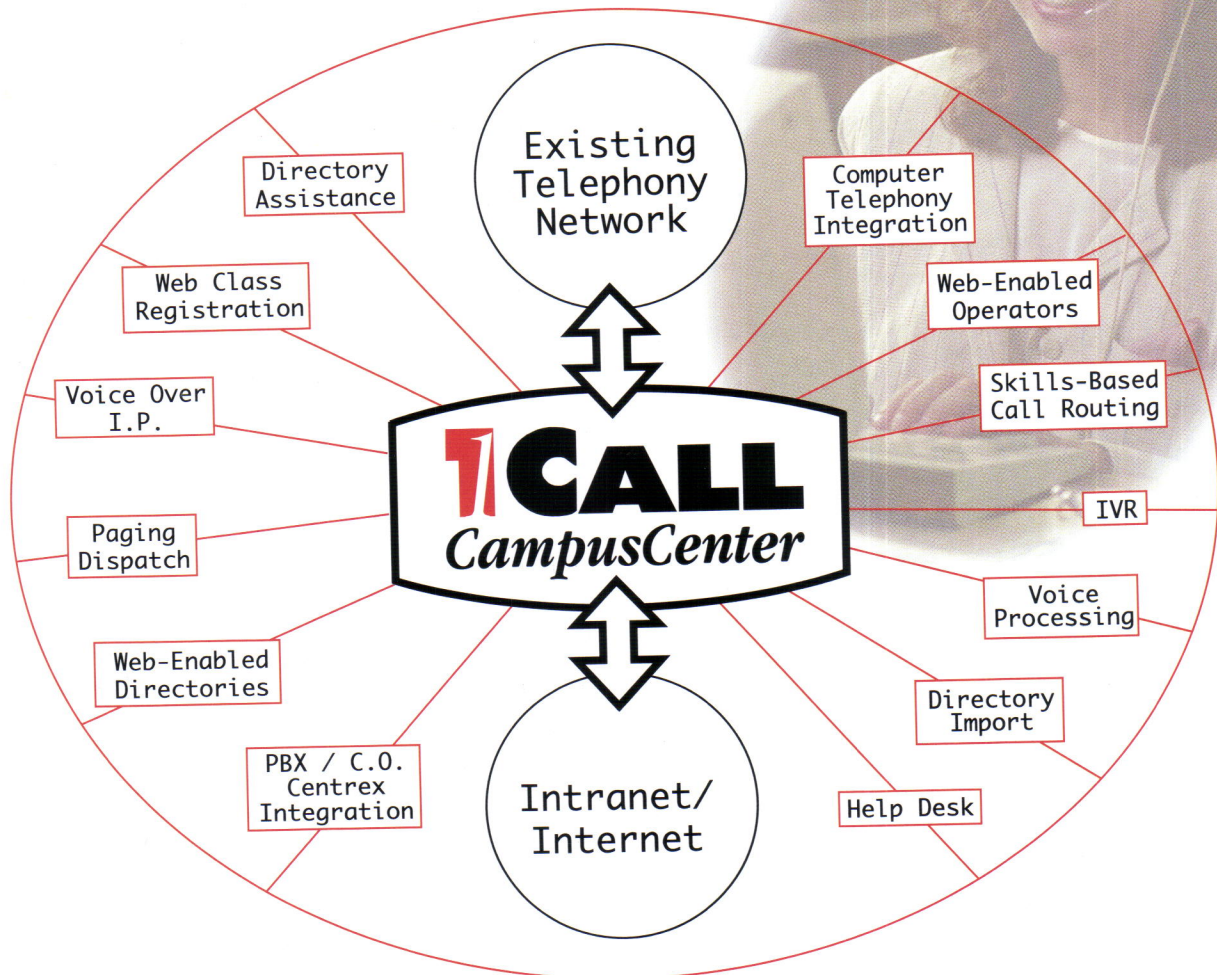 Existing
Telephony
Network
Directory
Assistance
Computer
Telephony
Integration
Web Class
Registration
Web-Enabled
Operators
Voice Over
I.P.
Skills-Based
Call Routing
1CALL
CampusCenter
IVR
Paging
Dispatch
Voice
Processing
Web-Enabled
Directories
Directory
Import
PBX / C.O.
Centrex
Integration
Intranet/
Internet
Help Desk